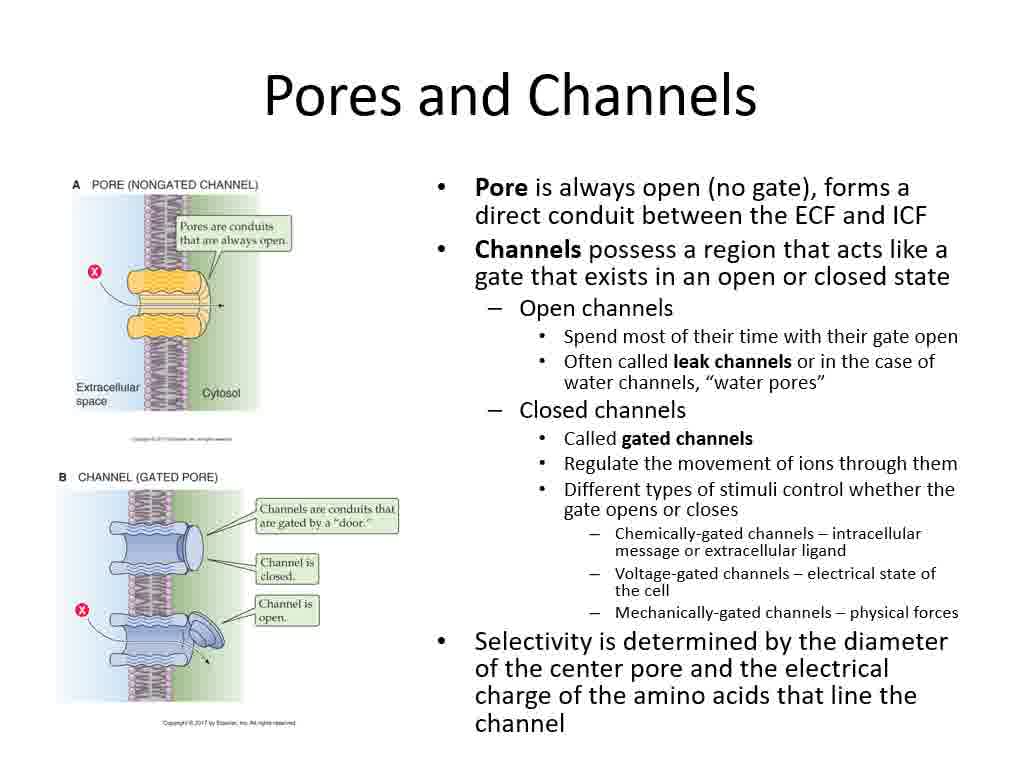 Pores and Channels
A PORE (NONGATED CHANNEL)
Pores are conduits
that are always open.
X
Extracellular
space
Cytosol
Copyright © 2017 by Elsevier, Inc. All rights reserved.
B CHANNEL (GATED PORE)
Channels are conduits that
are gated by a “door.”
Channel is
closed.
X
Channel is
open.
Copyright © 2017 by Elsevier, Inc. All rights reserved.
• Pore is always open (no gate), forms a
direct conduit between the ECF and ICF
• Channels possess a region that acts like a
gate that exists in an open or closed state
– Open channels
• Spend most of their time with their gate open
• Often called leak channels or in the case of
water channels, “water pores”
– Closed channels
• Called gated channels
• Regulate the movement of ions through them
• Different types of stimuli control whether the
gate opens or closes
– Chemically-gated channels – intracellular
message or extracellular ligand
– Voltage-gated channels – electrical state of
the cell
– Mechanically-gated channels – physical forces
• Selectivity is determined by the diameter
of the center pore and the electrical
charge of the amino acids that line the
channel